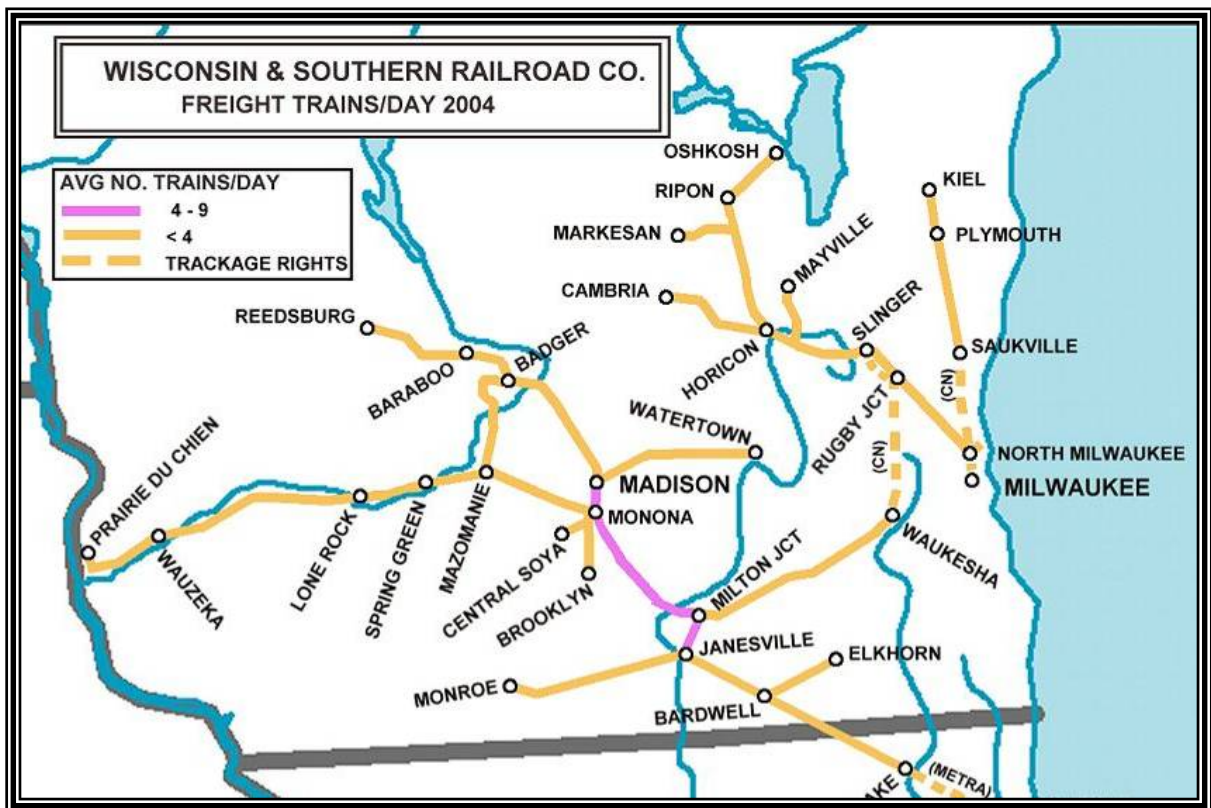 WISCONSIN & SOUTHERN RAILROAD CO.
FREIGHT TRAINS/DAY 2004
AVG NO. TRAINS/DAY
4 - 9
< 4
TRACKAGE RIGHTS
OSHKOSH
RIPON
KIEL
MARKESAN
PLYMOUTH
MAYVILLE
CAMBRIA
REEDSBURG
SLINGER
BADGER
HORICON
SAUKVILLE
BARABOO
(CN)
WATERTOWN
RUGBY JCT
(CN)
NORTH MILWAUKEE
MADISON
MILWAUKEE
PRAIRIE DU CHIEN
MONONA
LONE ROCK
SPRING GREEN
MAZOMANIE
WAUZEKA
CENTRAL SOYA
MILTON JCT
WAUKESHA
BROOKLYN
JANESVILLE
ELKHORN
MONROE
BARDWELL
(METRA)
AKE